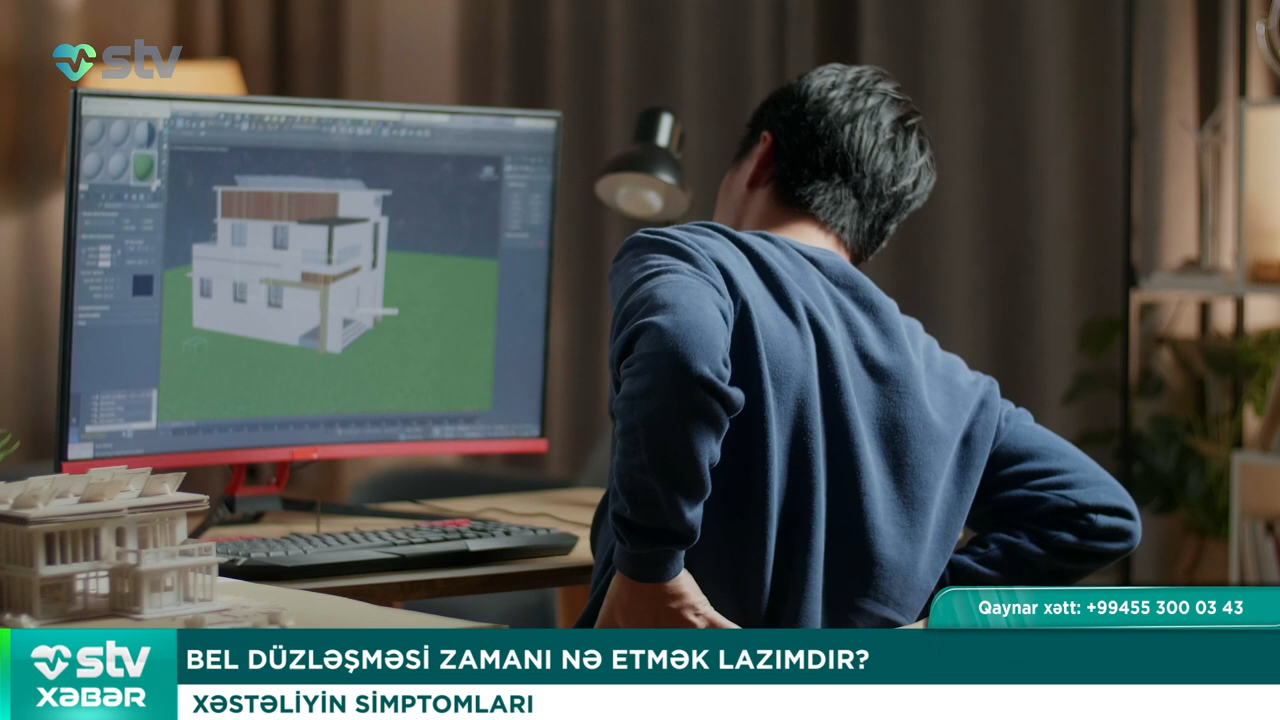 stv
Qaynar xətt: +99455 300 03 43
stv
XƏBƏR
BEL DÜZLƏŞMƏSİ ZAMANI NƏ ETMƏK LAZIMDIR?
XƏSTƏLİYİN SİMPTOMLARI